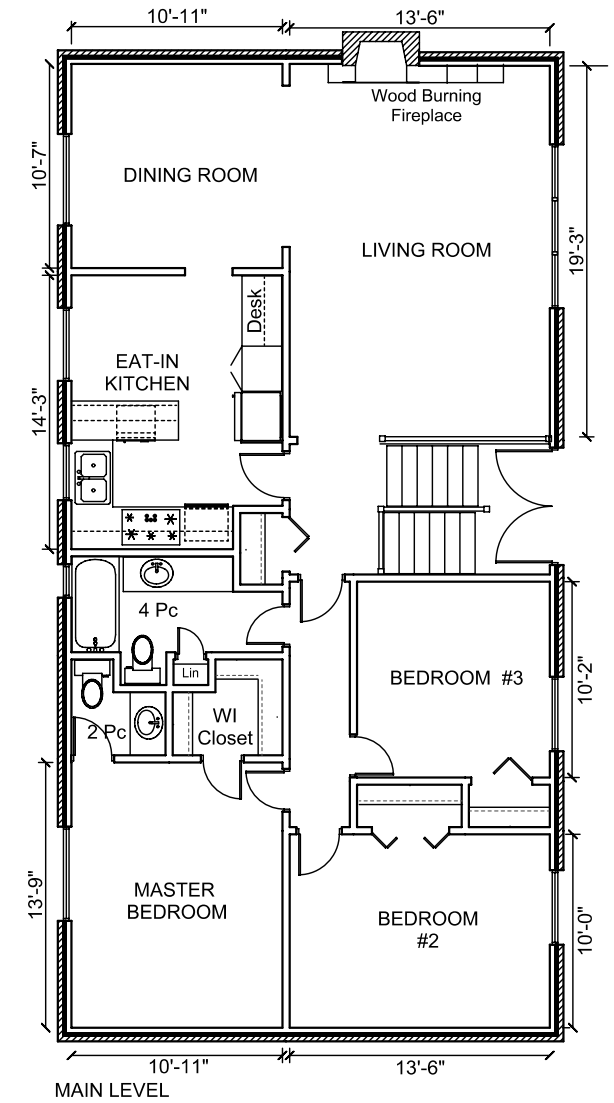 10'-11"
13'-6"
Wood Burning
Fireplace
10'-7"
DINING ROOM
LIVING ROOM
19'-3"
Desk
EAT-IN
KITCHEN
14'-3"
4 Pc
Lin
BEDROOM #3
10'-2"
2 Pc
WI
Closet
MASTER
BEDROOM
13'-9"
BEDROOM
#2
10'-0"
10'-11"
13'-6"
MAIN LEVEL